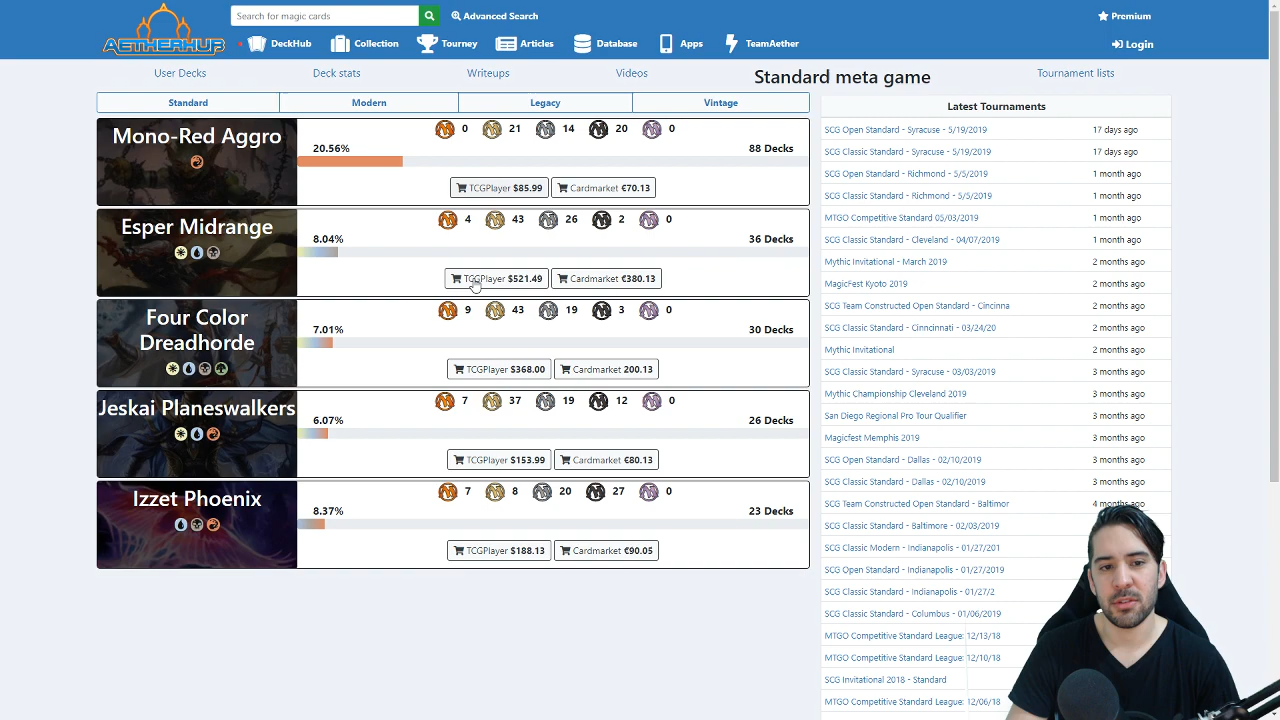 Search for magic cards
Advanced Search
Premium
AETHERHUB
DeckHub
Collection
Tourney
Articles
Database
Apps
TeamAether
Login
User Decks
Deck stats
Writeups
Videos
Standard meta game
Tournament lists
Standard
Modern
Legacy
Vintage
Mono-Red Aggro
0 21 14 20 0
20.56%
88 Decks
TCGPlayer $85.99
Cardmarket €70.13
Esper Midrange
4 43 26 2 0
8.04%
36 Decks
TCGPlayer $521.49
Cardmarket €380.13
Four Color
Dreadhorde
9 43 19 3 0
7.01%
30 Decks
TCGPlayer $368.00
Cardmarket 200.13
Jeskai Planeswalkers
7 37 19 12 0
6.07%
26 Decks
TCGPlayer $153.99
Cardmarket €80.13
Izzet Phoenix
7 8 20 27 0
8.37%
23 Decks
TCGPlayer $188.13
Cardmarket €90.05
Latest Tournaments
SCG Open Standard - Syracuse - 5/19/2019 17 days ago
SCG Classic Standard - Syracuse - 5/19/2019 17 days ago
SCG Open Standard - Richmond - 5/5/2019 1 month ago
SCG Classic Standard - Richmond - 5/5/2019 1 month ago
MTGO Competitive Standard 05/03/2019 1 month ago
SCG Classic Standard - Cleveland - 04/07/2019 1 month ago
Mythic Invitational - March 2019 2 months ago
MagicFest Kyoto 2019 2 months ago
SCG Team Constructed Open Standard - Cincinna 2 months ago
SCG Classic Standard - Cinncinnati - 03/24/20 2 months ago
Mythic Invitational 2 months ago
SCG Classic Standard - Syracuse - 03/03/2019 3 months ago
Mythic Championship Cleveland 2019 3 months ago
San Diego Regional Pro Tour Qualifier 3 months ago
Magicfest Memphis 2019 3 months ago
SCG Open Standard - Dallas - 02/10/2019 3 months ago
SCG Classic Standard - Dallas - 02/10/2019 3 months ago
SCG Team Constructed Open Standard - Baltimor 4 months ago
SCG Classic Standard - Baltimore - 02/03/2019
SCG Classic Modern - Indianapolis - 01/27/201
SCG Open Standard - Indianapolis - 01/27/2019
SCG Classic Standard - Indianapolis - 01/27/2
SCG Classic Standard - Columbus - 01/06/2019
MTGO Competitive Standard League: 12/13/18
MTGO Competitive Standard League: 12/10/18
SCG Invitational 2018 - Standard
MTGO Competitive Standard League: 12/06/18